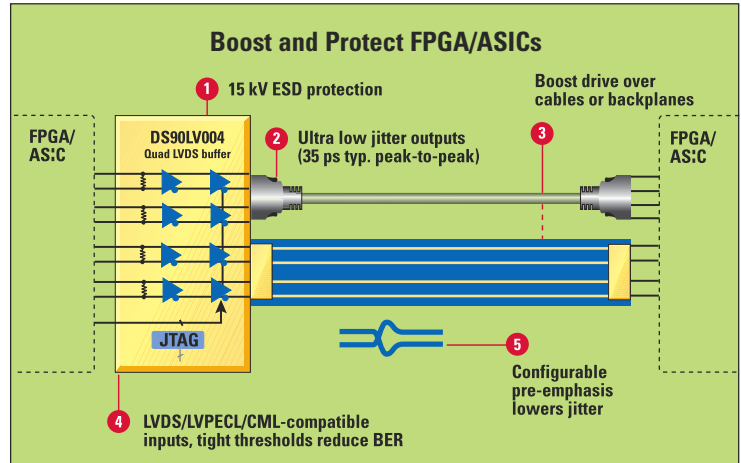 Boost and Protect FPGA/ASICs
1 15 kV ESD protection
Boost drive over
cables or backplanes
3
FPGA/
ASIC
DS90LV004
Quad LVDS buffer
2 Ultra low jitter outputs
(35 ps typ. peak-to-peak)
FPGA/
ASIC
JTAG
5
Configurable
pre-emphasis
lowers jitter
4 LVDS/LVPECL/CML-compatible
inputs, tight thresholds reduce BER